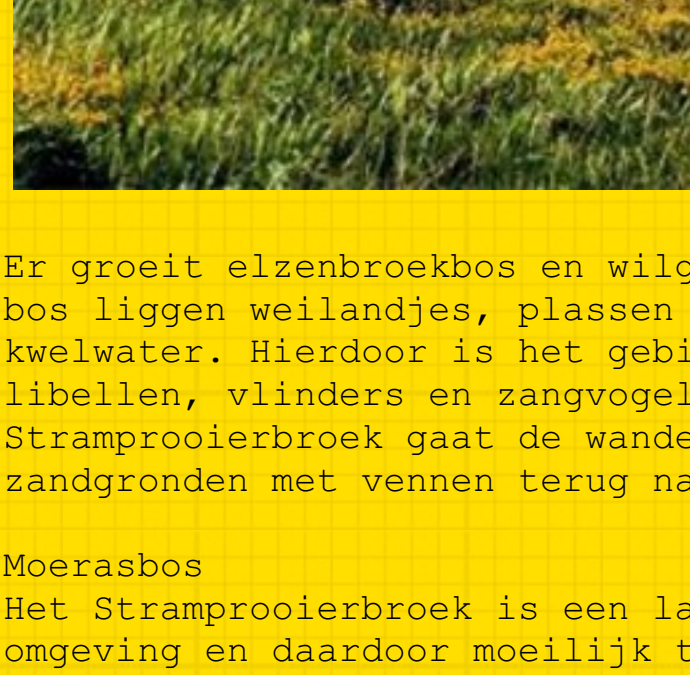 Er groeit elzenbroekbos en wilg
bos liggen weilandjes, plassen
kwelwater. Hierdoor is het gebi
libellen, vlinders en zangvogel
Stramprooierbroek gaat de wande
zandgronden met vennen terug na
Moerasbos
Het Stramprooierbroek is een la
omgeving en daardoor moeilijk t